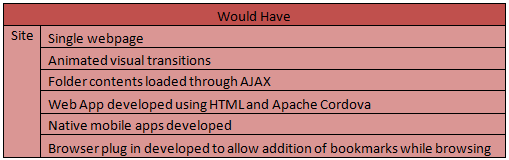 Would Have
Site
Single webpage
Animated visual transitions
Folder contents loaded through AJAX
Web App developed using HTML and Apache Cordova
Native mobile apps developed
Browser plug in developed to allow addition of bookmarks while browsing